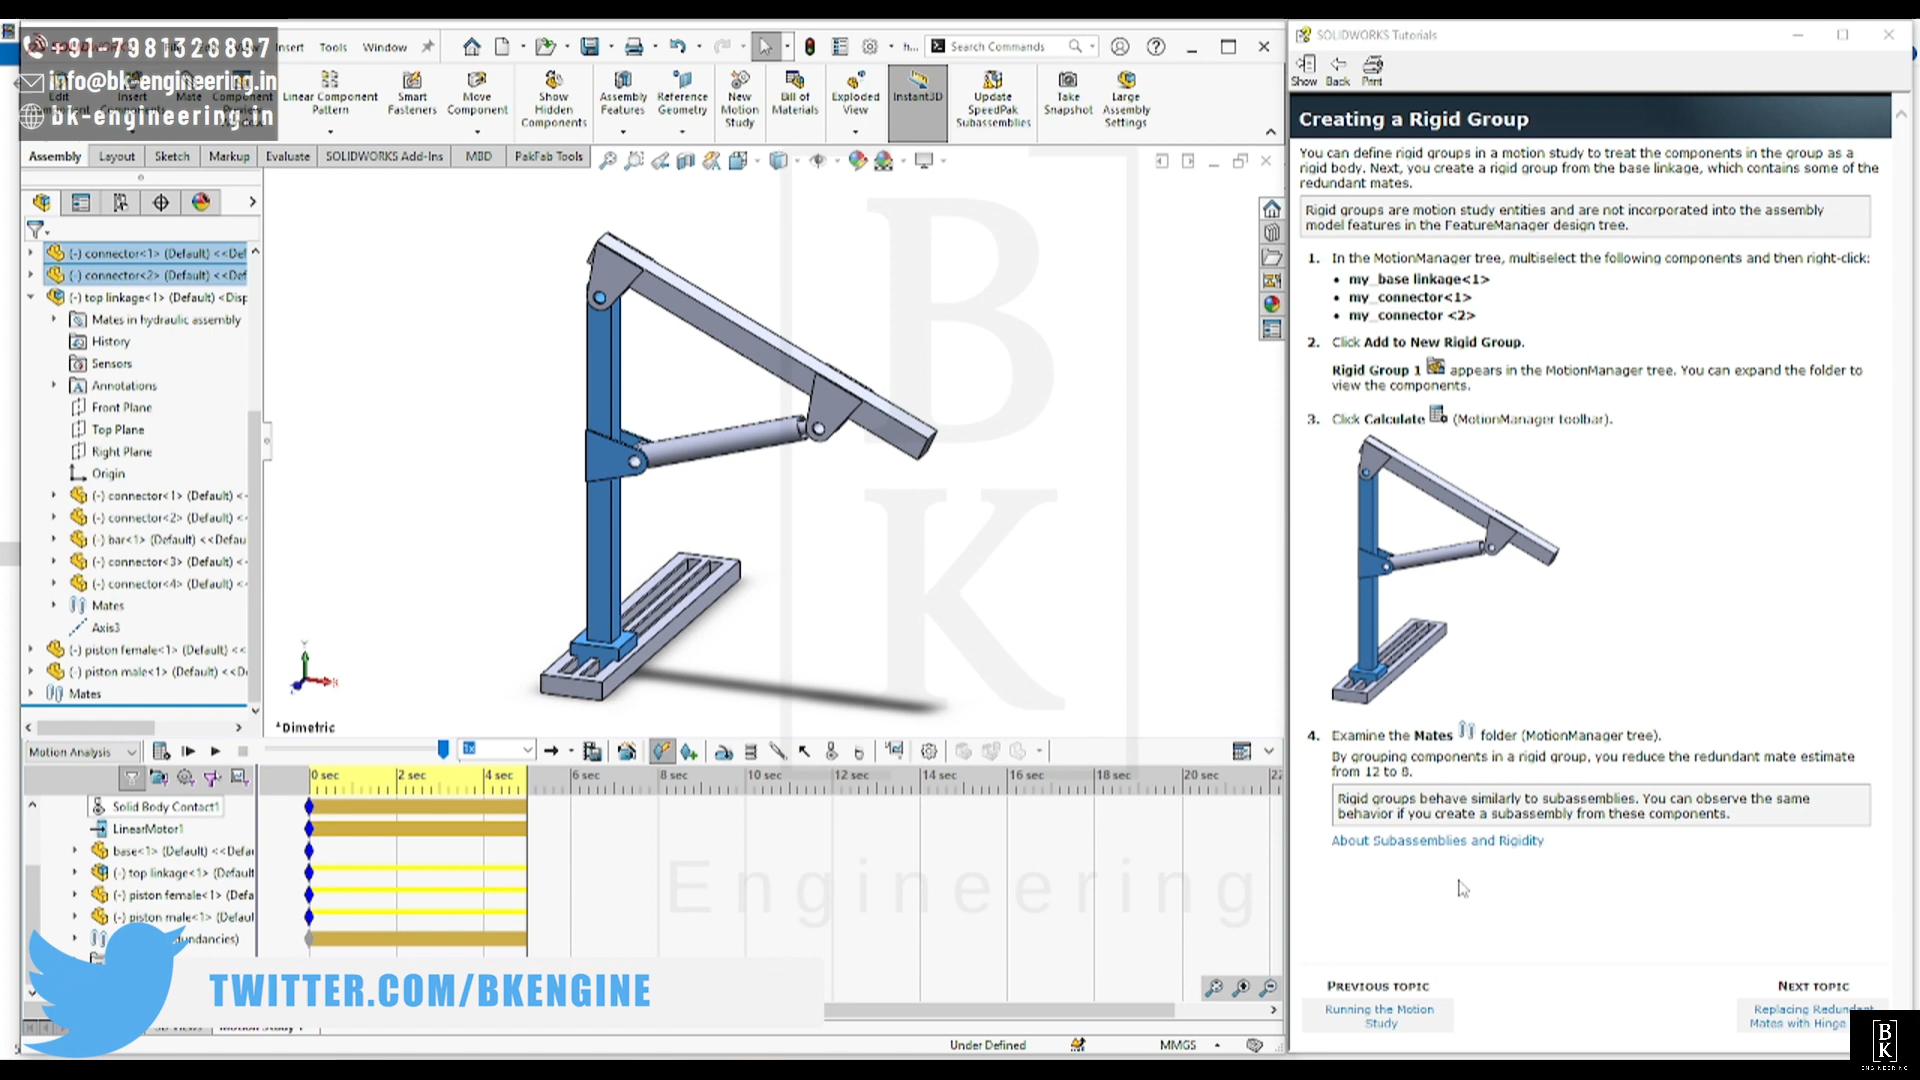 +91-7981328897
info@bk-engineering.in
bk-engineering.in
Insert Tools Window
h... Search Commands
Linear Component Pattern
Smart Fasteners
Move Component
Show Hidden Components
Assembly Features
Reference Geometry
New Motion Study
Bill of Materials
Exploded View
Instant3D
Update SpeedPak Subassemblies
Take Snapshot
Large Assembly Settings
Assembly Layout Sketch Markup Evaluate SOLIDWORKS Add-Ins MBD PakFab Tools
(-) connector<1> (Default) <<Def
(-) connector<2> (Default) <<Def
(-) top linkage<1> (Default) <Disp
Mates in hydraulic assembly
History
Sensors
Annotations
Front Plane
Top Plane
Right Plane
Origin
(-) connector<1> (Default) <
(-) connector<2> (Default) <
(-) bar<1> (Default) <<Defau
(-) connector<3> (Default) <
(-) connector<4> (Default) <
Mates
Axis3
(-) piston female<1> (Default) <<
(-) piston male<1> (Default) <<D
Mates
*Dimetric
B
K
Engineering
Motion Analysis
1x
0 sec 2 sec 4 sec 6 sec 8 sec 10 sec 12 sec 14 sec 16 sec 18 sec 20 sec 22
Solid Body Contact1
LinearMotor1
base<1> (Default) <<Defa
(-) top linkage<1> (Default
(-) piston female<1> (Defa
(-) piston male<1> (Defaul
undancies)
TWITTER.COM/BKENGINE
Under Defined MMGS
SOLIDWORKS Tutorials
Show Back Print
Creating a Rigid Group
You can define rigid groups in a motion study to treat the components in the group as a
rigid body. Next, you create a rigid group from the base linkage, which contains some of the
redundant mates.
Rigid groups are motion study entities and are not incorporated into the assembly
model features in the FeatureManager design tree.
1. In the MotionManager tree, multiselect the following components and then right-click:
• my_base linkage<1>
• my_connector<1>
• my_connector <2>
2. Click Add to New Rigid Group.
Rigid Group 1 appears in the MotionManager tree. You can expand the folder to
view the components.
3. Click Calculate (MotionManager toolbar).
4. Examine the Mates folder (MotionManager tree).
By grouping components in a rigid group, you reduce the redundant mate estimate
from 12 to 8.
Rigid groups behave similarly to subassemblies. You can observe the same
behavior if you create a subassembly from these components.
About Subassemblies and Rigidity
PREVIOUS TOPIC
Running the Motion
Study
NEXT TOPIC
Replacing Redundant
Mates with Hinge
B
K
ENGINEERING